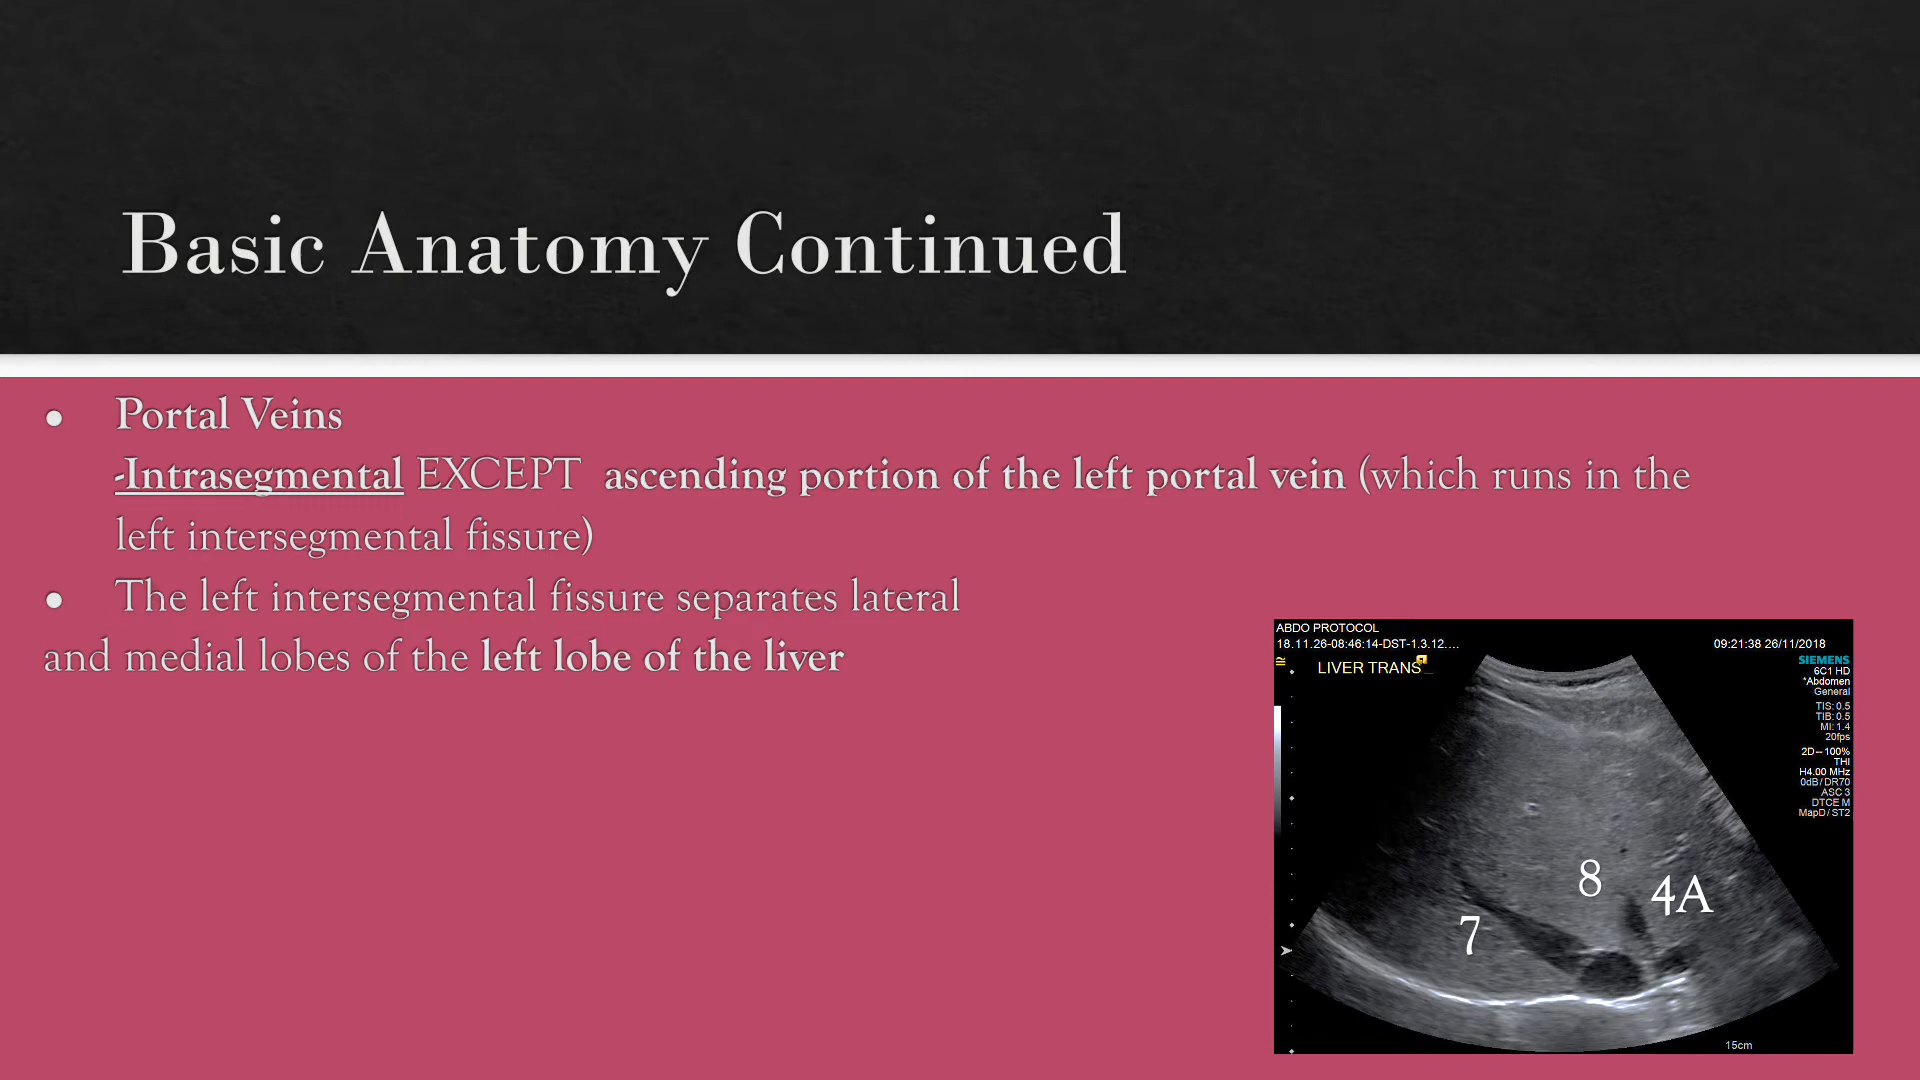 Basic Anatomy Continued
• Portal Veins
-Intrasegmental EXCEPT ascending portion of the left portal vein (which runs in the
left intersegmental fissure)
• The left intersegmental fissure separates lateral
and medial lobes of the left lobe of the liver
ABDO PROTOCOL
18.11.26-08:46:14-DST-1.3.12.... 09:21:38 26/11/2018
LIVER TRANS_
SIEMENS
6C1 HD
*Abdomen
General
TIS: 0.5
TIB: 0.5
MI: 1.4
20fps
2D--100%
THI
H4.00 MHz
0dB/DR70
ASC 3
DTCE M
MapD/ST2
8
4A
7
15cm